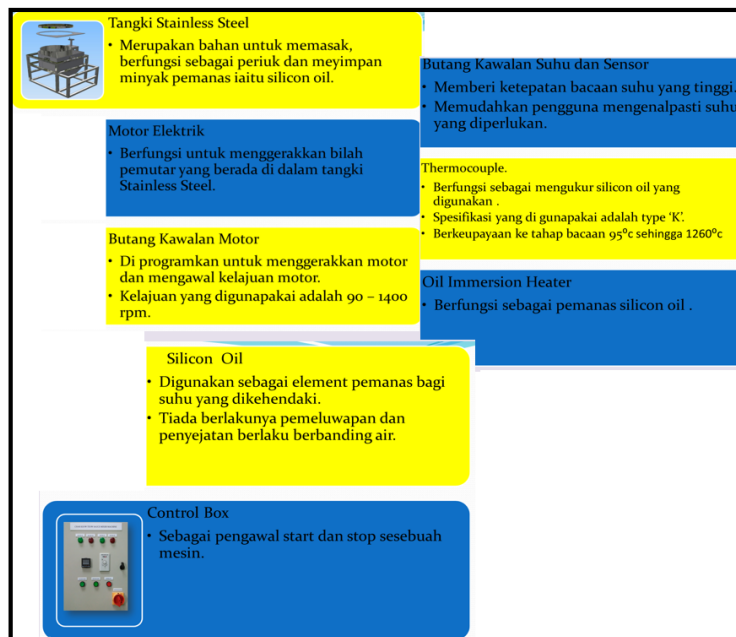 Tangki Stainless Steel
• Merupakan bahan untuk memasak,
berfungsi sebagai periuk dan meyimpan
minyak pemanas iaitu silicon oil.
Motor Elektrik
• Berfungsi untuk menggerakkan bilah
pemutar yang berada di dalam tangki
Stainless Steel.
Butang Kawalan Motor
• Di programkan untuk menggerakkan motor
dan mengawal kelajuan motor.
• Kelajuan yang digunapakai adalah 90 – 1400
rpm.
Butang Kawalan Suhu dan Sensor
• Memberi ketepatan bacaan suhu yang tinggi.
• Memudahkan pengguna mengenalpasti suhu
yang diperlukan.
Thermocouple.
• Berfungsi sebagai mengukur silicon oil yang
digunakan .
• Spesifikasi yang di gunapakai adalah type ‘K’.
• Berkeupayaan ke tahap bacaan 95⁰c sehingga 1260⁰c
Oil Immersion Heater
• Berfungsi sebagai pemanas silicon oil .
Silicon Oil
• Digunakan sebagai element pemanas bagi
suhu yang dikehendaki.
• Tiada berlakunya pemeluwapan dan
penyejatan berlaku berbanding air.
Control Box
• Sebagai pengawal start dan stop sesebuah
mesin.